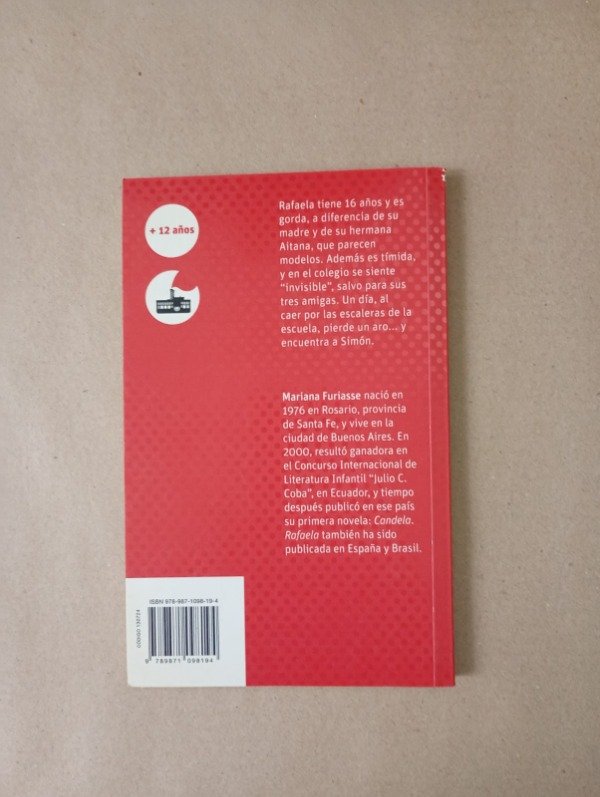 + 12 años
Rafaela tiene 16 años y es
gorda, a diferencia de su
madre y de su hermana
Aitana, que parecen
modelos. Además es tímida,
y en el colegio se siente
"invisible", salvo para sus
tres amigas. Un día, al
caer por las escaleras de la
escuela, pierde un aro... y
encuentra a Simón.
Mariana Furiasse nació en
1976 en Rosario, provincia
de Santa Fe, y vive en la
ciudad de Buenos Aires. En
2000, resultó ganadora en
el Concurso Internacional de
Literatura Infantil "Julio C.
Coba", en Ecuador, y tiempo
después publicó en ese país
su primera novela: Candela.
Rafaela también ha sido
publicada en España y Brasil.
CÓDIGO 130724
ISBN 978-987-1098-19-4
9 789871 098194